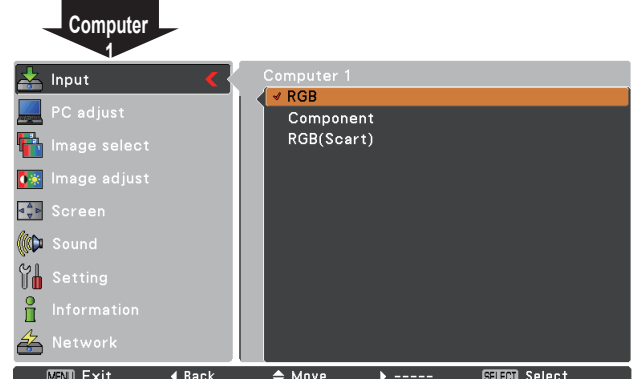 Computer
1
Input
PC adjust
Image select
Image adjust
Screen
Sound
Setting
Information
Network
Computer 1
RGB
Component
RGB(Scart)
MENU Exit Back Move ----- SELECT Select